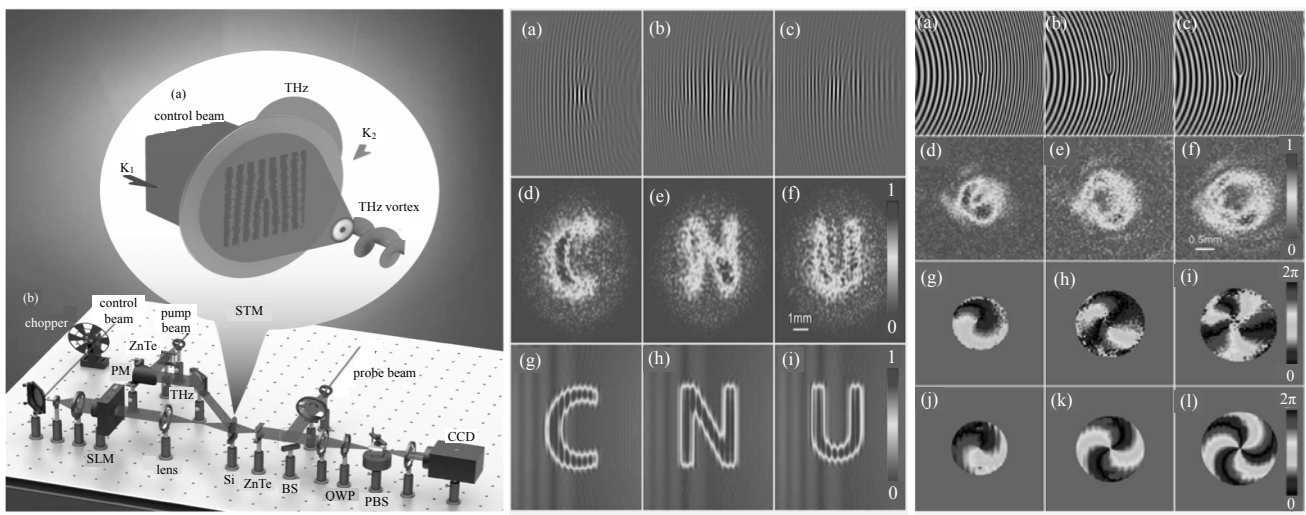 (a)
THz
control beam
K2
K1
THz vortex
(b)
control
beam
pump
beam
STM
chopper
ZnTe
probe beam
PM
THz
CCD
SLM
lens
Si
ZnTe
BS
QWP
PBS
(a)
(b)
(c)
(d)
(e)
(f)
1
1mm
0
(g)
(h)
(i)
1
0
(a)
(b)
(c)
(d)
(e)
(f)
1
0.5mm
0
(g)
(h)
(i)
2π
0
(j)
(k)
(l)
2π
0
C
N
U
C
N
U